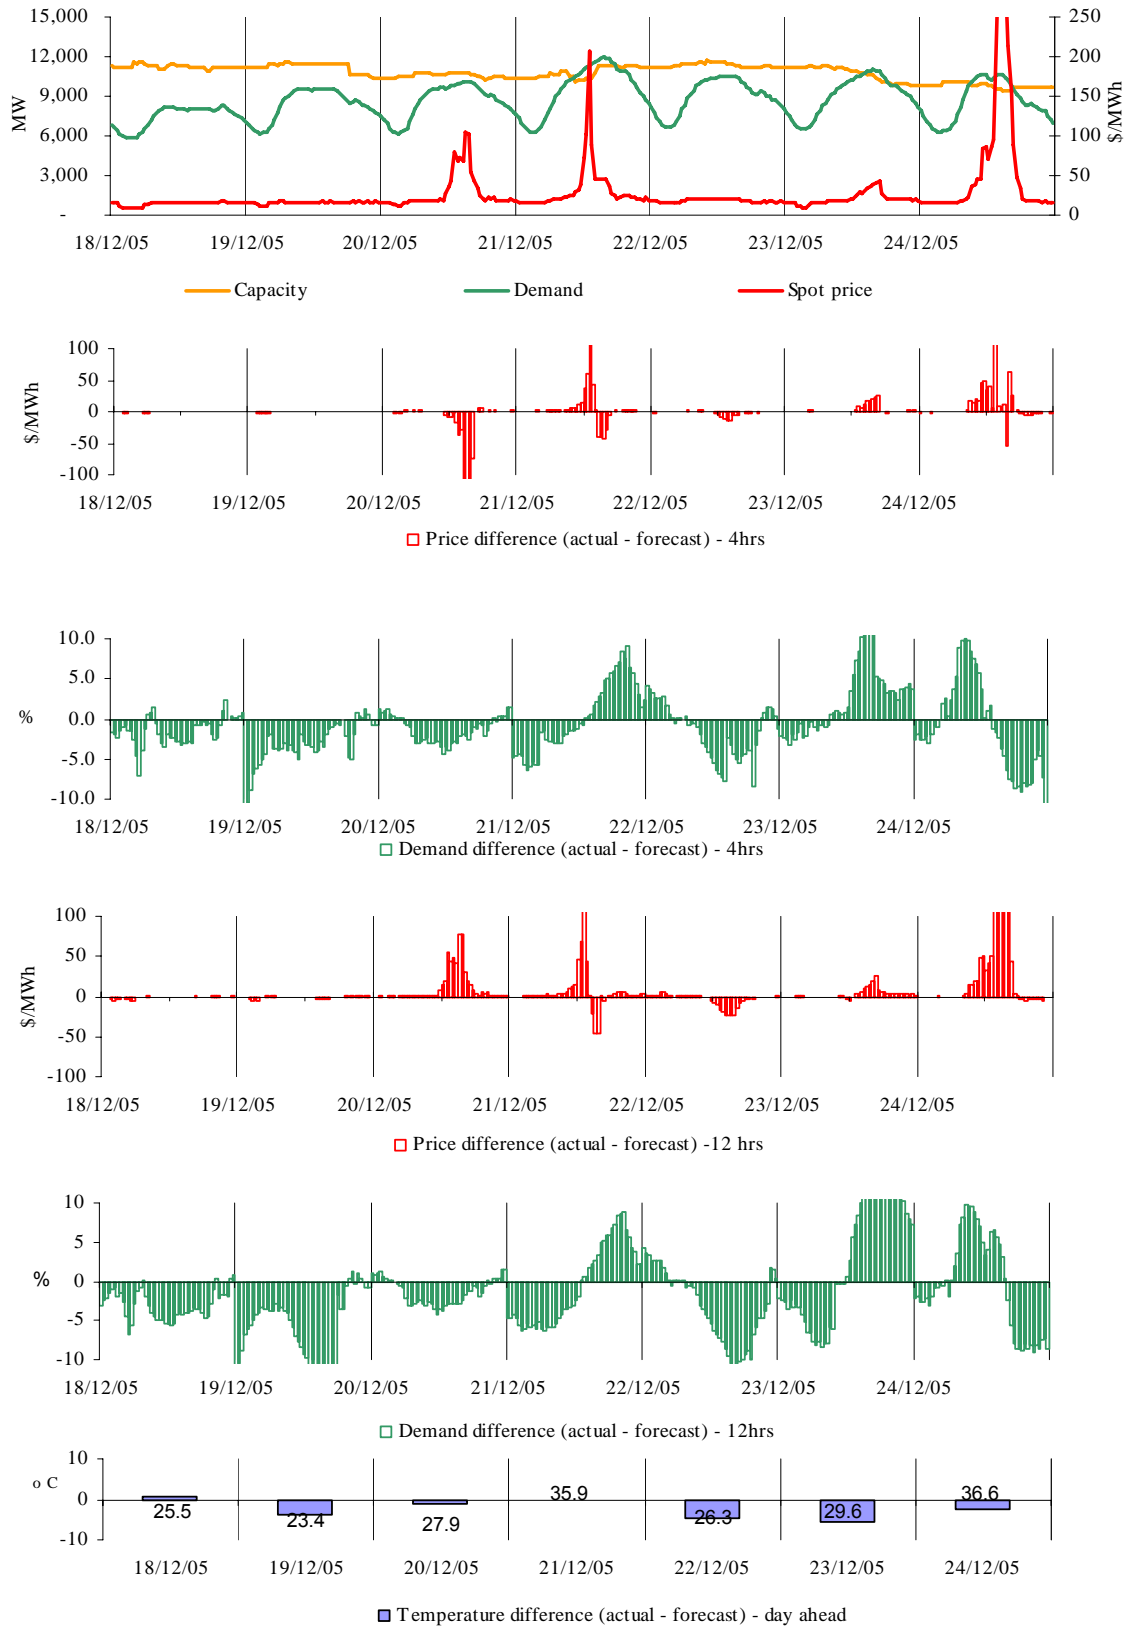 15,000 250
12,000 200
9,000 150
6,000 100
3,000 50
- 0
MW
$/MWh
18/12/05 19/12/05 20/12/05 21/12/05 22/12/05 23/12/05 24/12/05
Capacity Demand Spot price
100
50
0
-50
-100
$/MWh
18/12/05 19/12/05 20/12/05 21/12/05 22/12/05 23/12/05 24/12/05
Price difference (actual - forecast) - 4hrs
10.0
5.0
0.0
-5.0
-10.0
%
18/12/05 19/12/05 20/12/05 21/12/05 22/12/05 23/12/05 24/12/05
Demand difference (actual - forecast) - 4hrs
100
50
0
-50
-100
$/MWh
18/12/05 19/12/05 20/12/05 21/12/05 22/12/05 23/12/05 24/12/05
Price difference (actual - forecast) -12 hrs
10
5
0
-5
-10
%
18/12/05 19/12/05 20/12/05 21/12/05 22/12/05 23/12/05 24/12/05
Demand difference (actual - forecast) - 12hrs
10
0
-10
o C
25.5 23.4 27.9 35.9 26.3 29.6 36.6
18/12/05 19/12/05 20/12/05 21/12/05 22/12/05 23/12/05 24/12/05
Temperature difference (actual - forecast) - day ahead